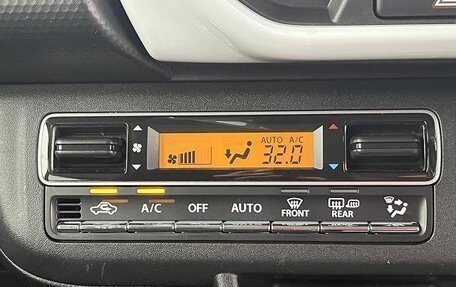 AUTO A/C
32.0
A/C OFF AUTO FRONT REAR